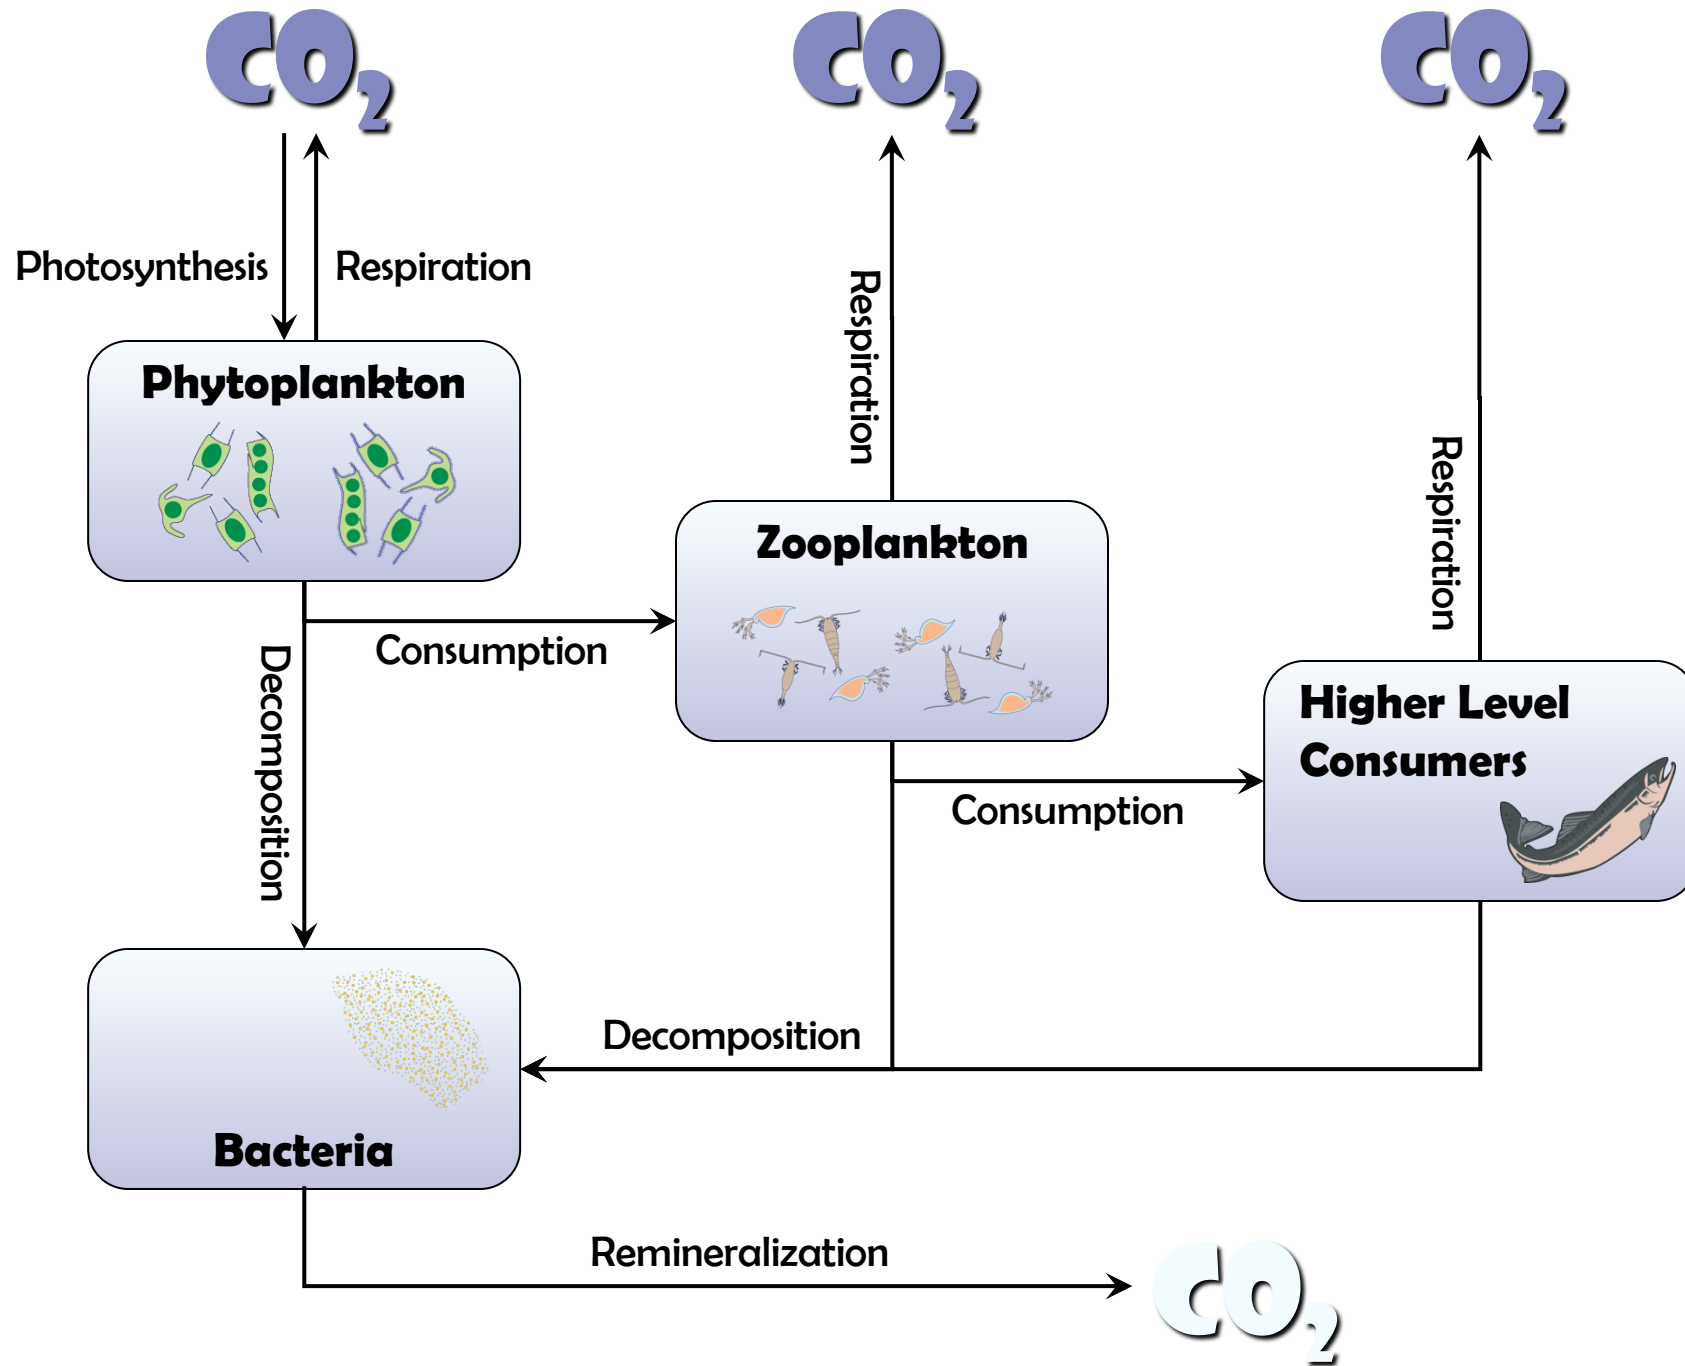 CO₂
CO₂
CO₂
Photosynthesis
Respiration
Respiration
Respiration
Phytoplankton
Zooplankton
Consumption
Decomposition
Higher Level
Consumers
Consumption
Decomposition
Bacteria
Remineralization
CO₂